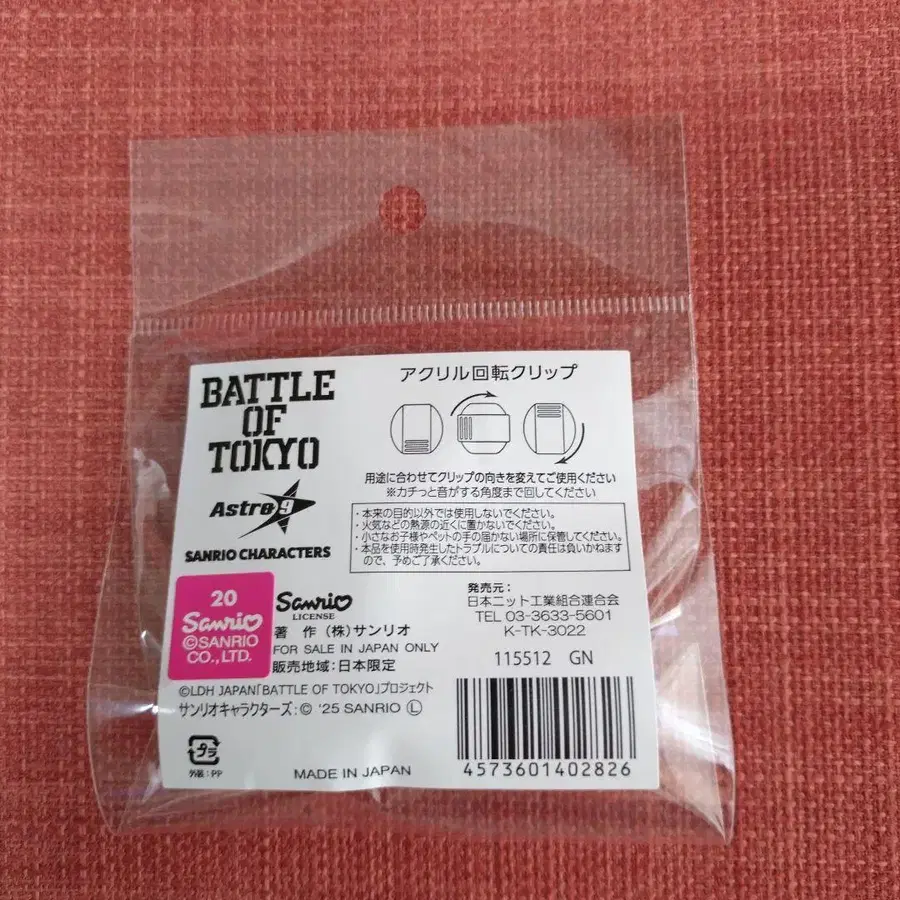 BATTLE
OF
TOKYO
Astro9
SANRIO CHARACTERS
アクリル回転クリップ
用途に合わせてクリップの向きを変えてご使用ください
※カチっと音がする角度まで回してください
・本来の目的以外では使用しないでください。
・火気などの熱源の近くに置かないでください。
・小さなお子様やペットの手の届かない場所に保管してください。
・本品を使用時発生したトラブルについての責任は負いかねます
ので、予めご了承ください。
20
Sanrio
©SANRIO
CO., LTD.
Sanrio
LICENSE
著 作 (株)サンリオ
FOR SALE IN JAPAN ONLY
販売地域:日本限定
発売元:
日本ニット工業組合連合会
TEL 03-3633-5601
K-TK-3022
115512 GN
©LDH JAPAN「BATTLE OF TOKYO」プロジェクト
サンリオキャラクターズ:© '25 SANRIO Ⓛ
プラ
外装:PP
MADE IN JAPAN
4573601402826